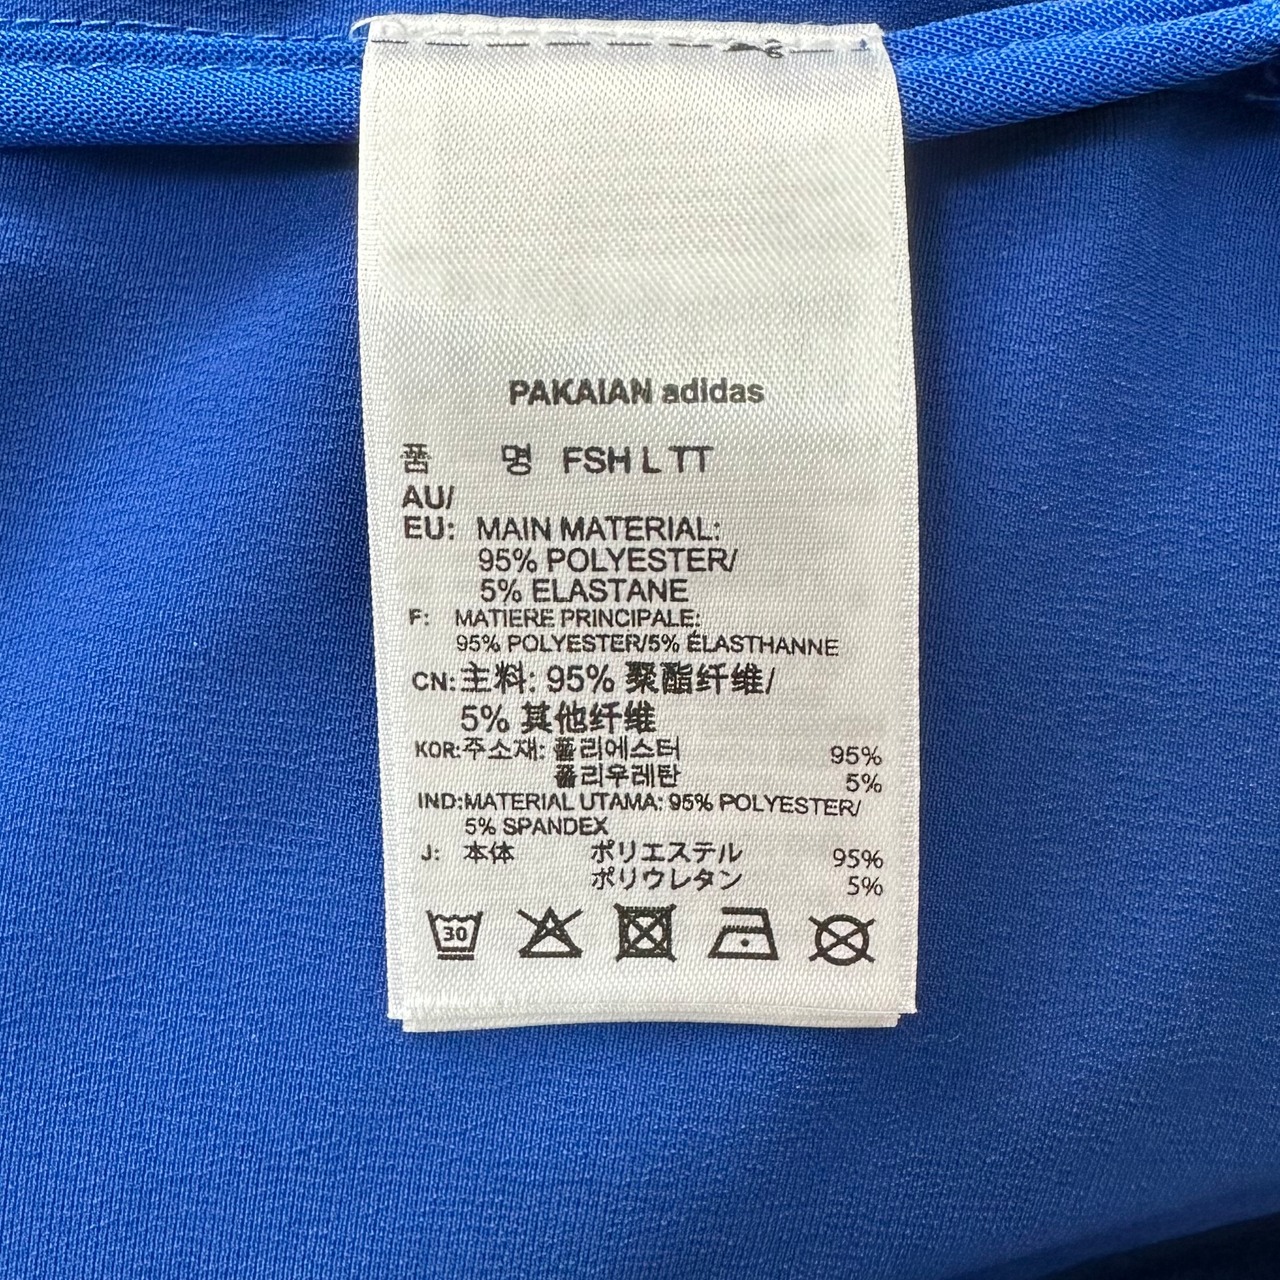 PAKAIAN adidas
품 명 FSH L TT
AU/
EU: MAIN MATERIAL:
95% POLYESTER/
5% ELASTANE
F: MATIERE PRINCIPALE:
95% POLYESTER/5% ÉLASTHANNE
CN:主料: 95% 聚酯纤维/
5% 其他纤维
KOR:주소재: 폴리에스터 95%
폴리우레탄 5%
IND:MATERIAL UTAMA: 95% POLYESTER/
5% SPANDEX
J: 本体 ポリエステル 95%
ポリウレタン 5%
30